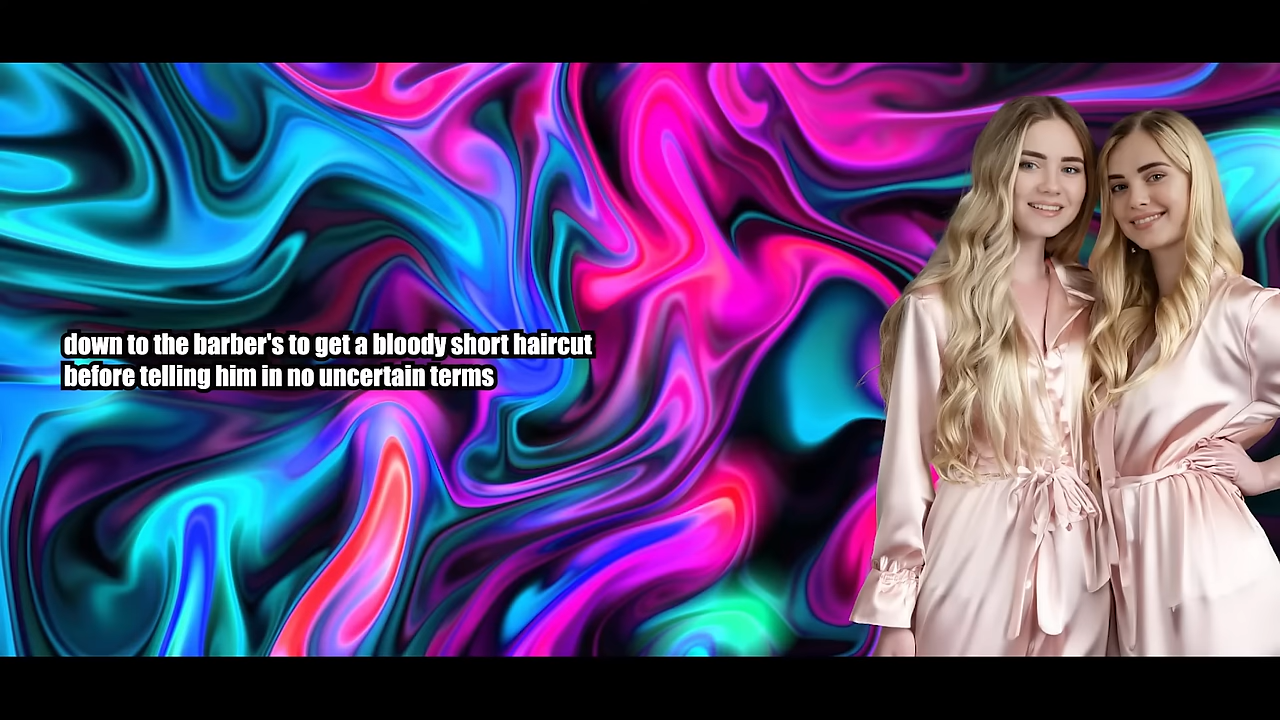 down to the barber's to get a bloody short haircut
before telling him in no uncertain terms